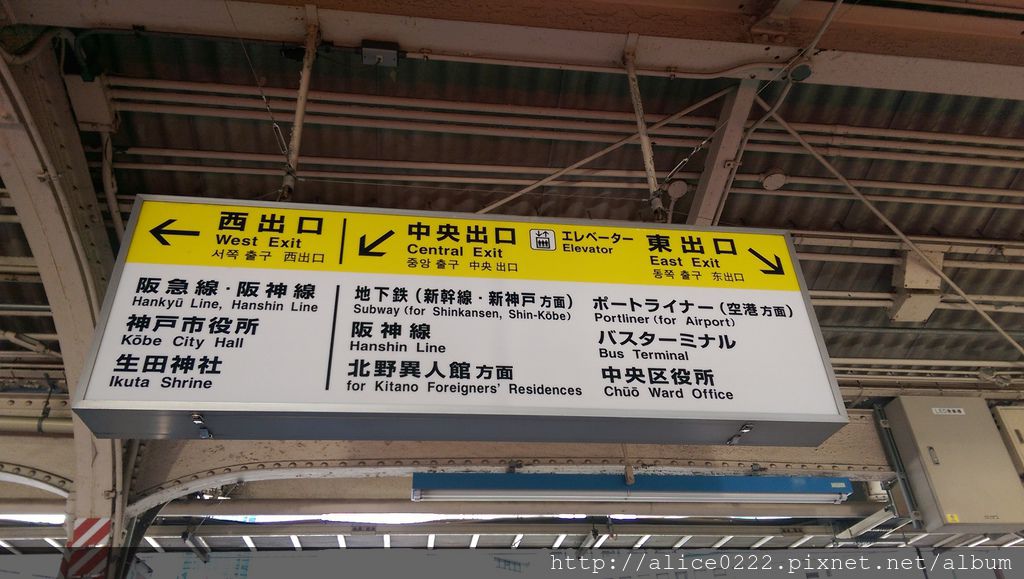 西出口
West Exit
서쪽 출구 西出口
阪急線・阪神線
Hankyū Line, Hanshin Line
神戸市役所
Kōbe City Hall
生田神社
Ikuta Shrine
中央出口
Central Exit
중앙 출구 中央出口
エレベーター
Elevator
地下鉄（新幹線・新神戸方面）
Subway (for Shinkansen, Shin-Kōbe)
阪神線
Hanshin Line
北野異人館方面
for Kitano Foreigners' Residences
東出口
East Exit
동쪽 출구 东出口
ポートライナー（空港方面）
Portliner (for Airport)
バスターミナル
Bus Terminal
中央区役所
Chūō Ward Office
http://alice0222.pixnet.net/album